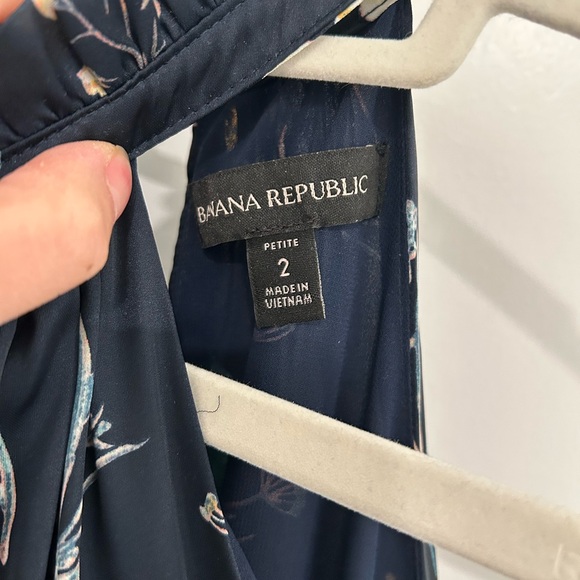 BANANA REPUBLIC
PETITE
2
MADE IN
VIETNAM